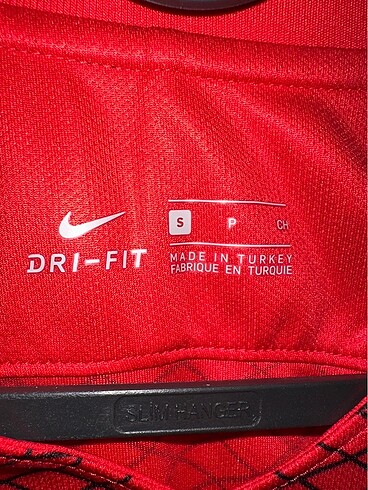 S P CH
DRI-FIT
MADE IN TURKEY
FABRIQUE EN TURQUIE
SLIM HANGER